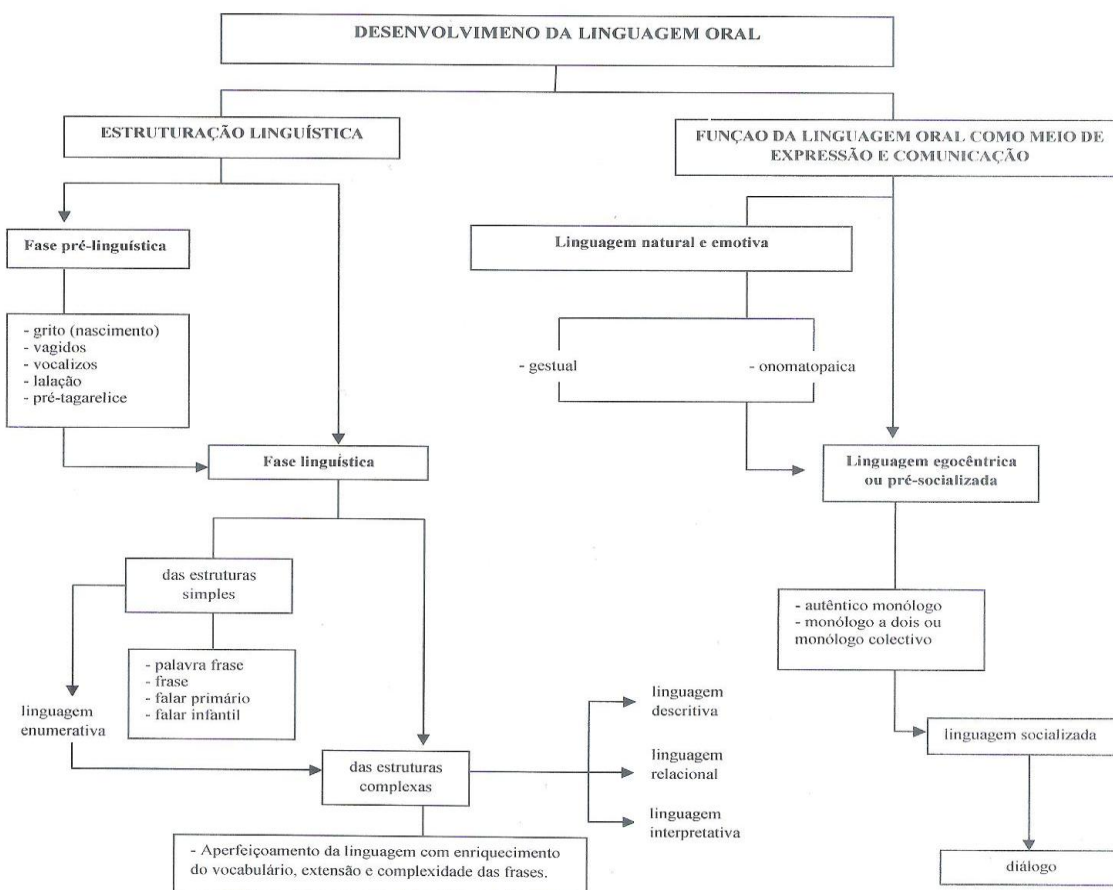 DESENVOLVIMENO DA LINGUAGEM ORAL
ESTRUTURAÇÃO LINGUÍSTICA
FUNÇAO DA LINGUAGEM ORAL COMO MEIO DE
EXPRESSÃO E COMUNICAÇÃO
Fase pré-linguística
Linguagem natural e emotiva
- grito (nascimento)
- vagidos
- vocalizos
- lalação
- pré-tagarelice
- gestual
- onomatopaica
Fase linguística
Linguagem egocêntrica
ou pré-socializada
das estruturas
simples
- autêntico monólogo
- monólogo a dois ou
monólogo colectivo
- palavra frase
- frase
- falar primário
- falar infantil
linguagem
enumerativa
linguagem
descritiva
linguagem socializada
das estruturas
complexas
linguagem
relacional
linguagem
interpretativa
- Aperfeiçoamento da linguagem com enriquecimento
do vocabulário, extensão e complexidade das frases.
diálogo